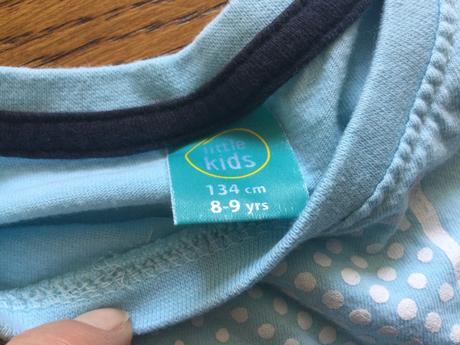 little
kids
134 cm
8-9 yrs